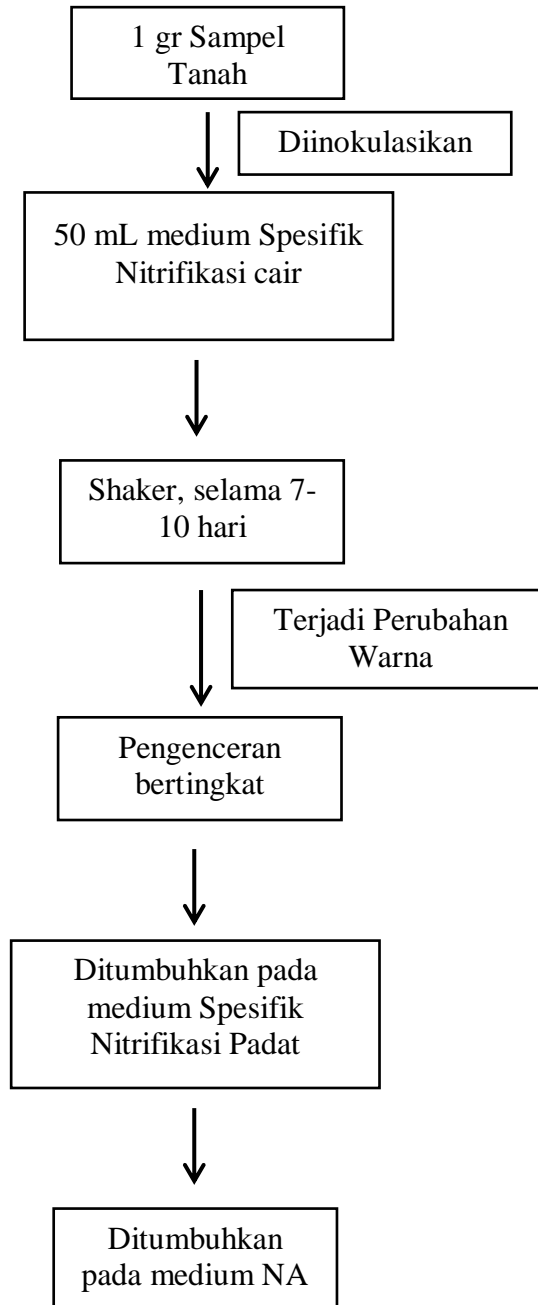 1 gr Sampel
Tanah
Diinokulasikan
50 mL medium Spesifik
Nitrifikasi cair
Shaker, selama 7-
10 hari
Terjadi Perubahan
Warna
Pengenceran
bertingkat
Ditumbuhkan pada
medium Spesifik
Nitrifikasi Padat
Ditumbuhkan
pada medium NA